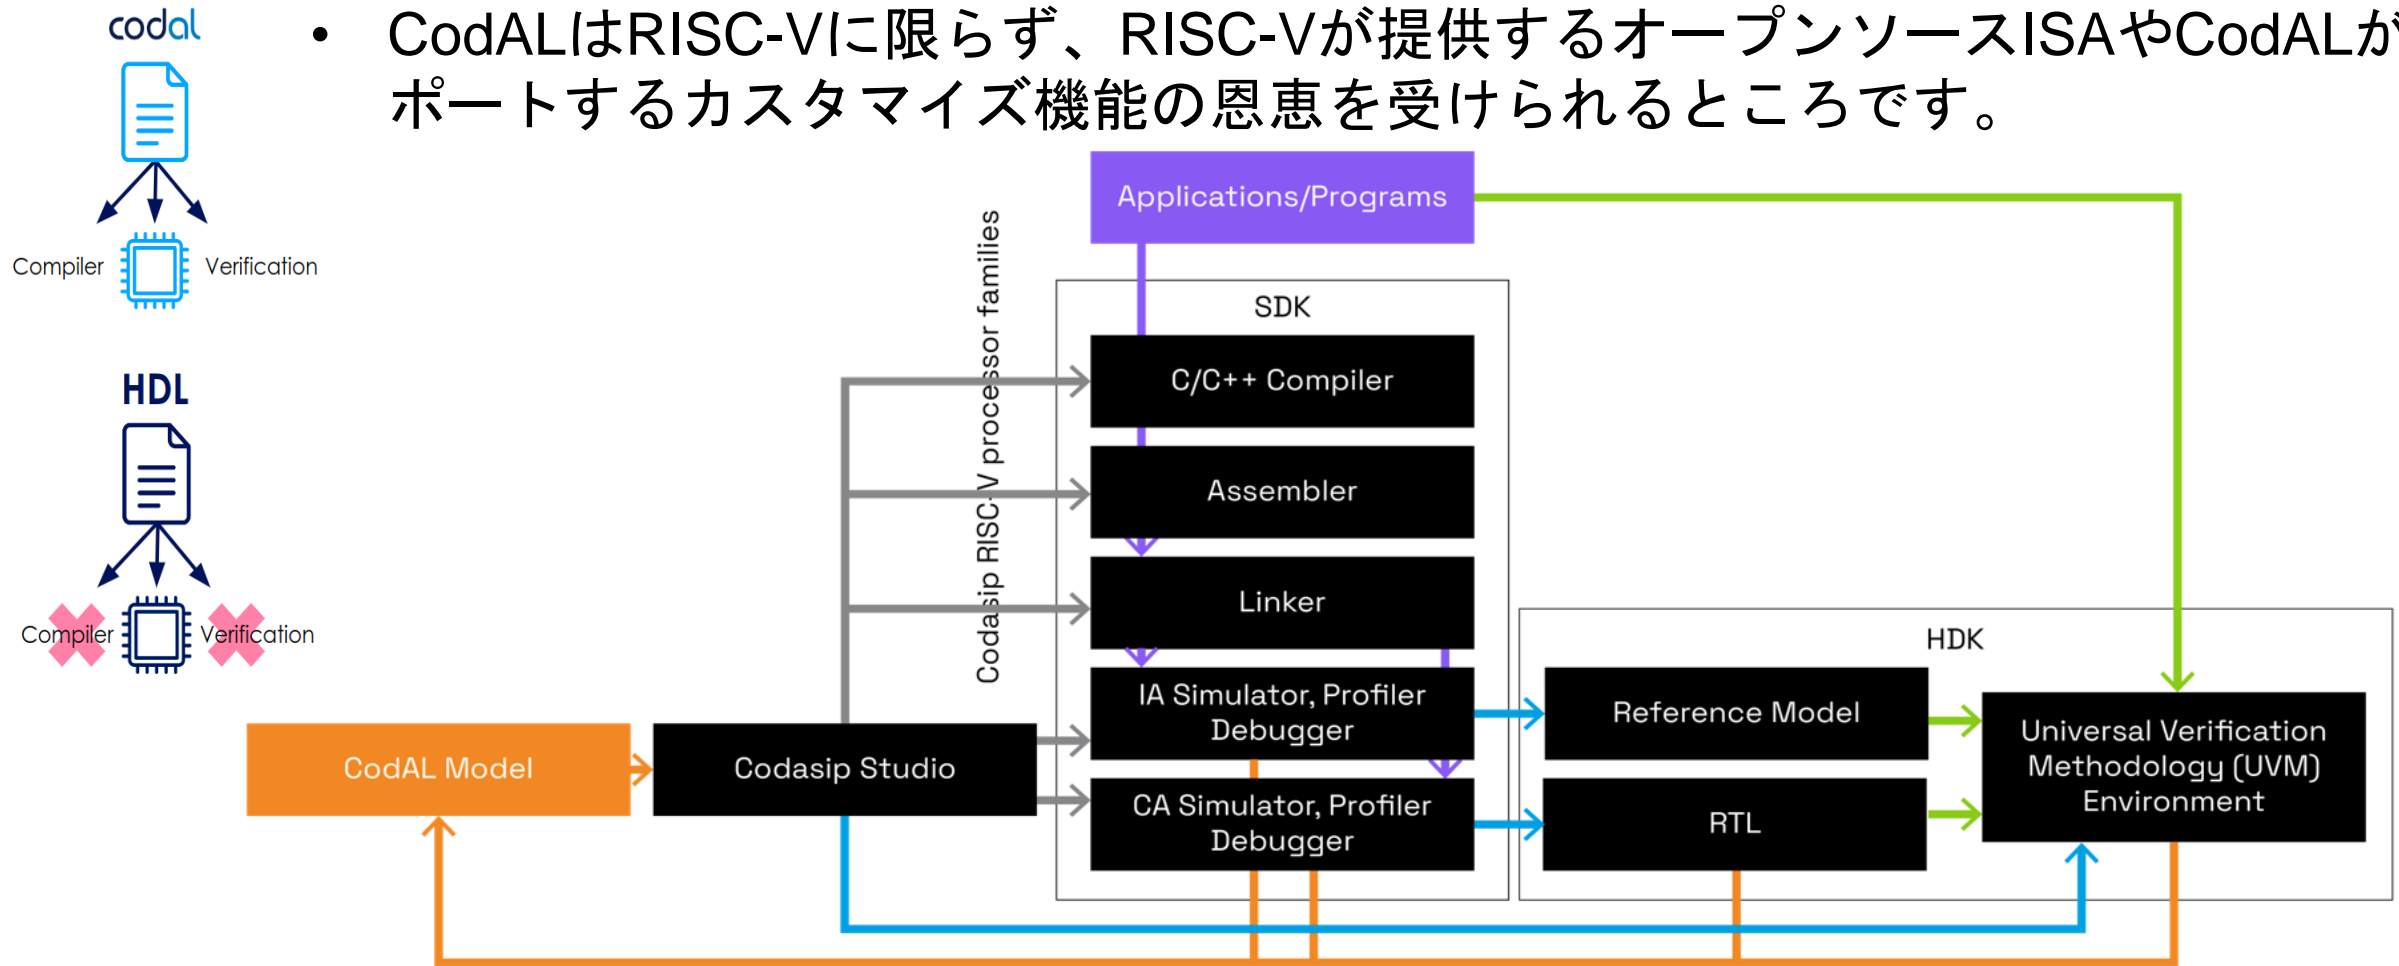 codal
• CodALはRISC-Vに限らず、RISC-Vが提供するオープンソースISAやCodALが
ポートするカスタマイズ機能の恩恵を受けられるところです。
Compiler
Verification
HDL
Compiler
Verification
Applications/Programs
Codasip RISC-V processor families
SDK
C/C++ Compiler
Assembler
Linker
IA Simulator, Profiler
Debugger
CA Simulator, Profiler
Debugger
CodAL Model
Codasip Studio
HDK
Reference Model
RTL
Universal Verification
Methodology (UVM)
Environment